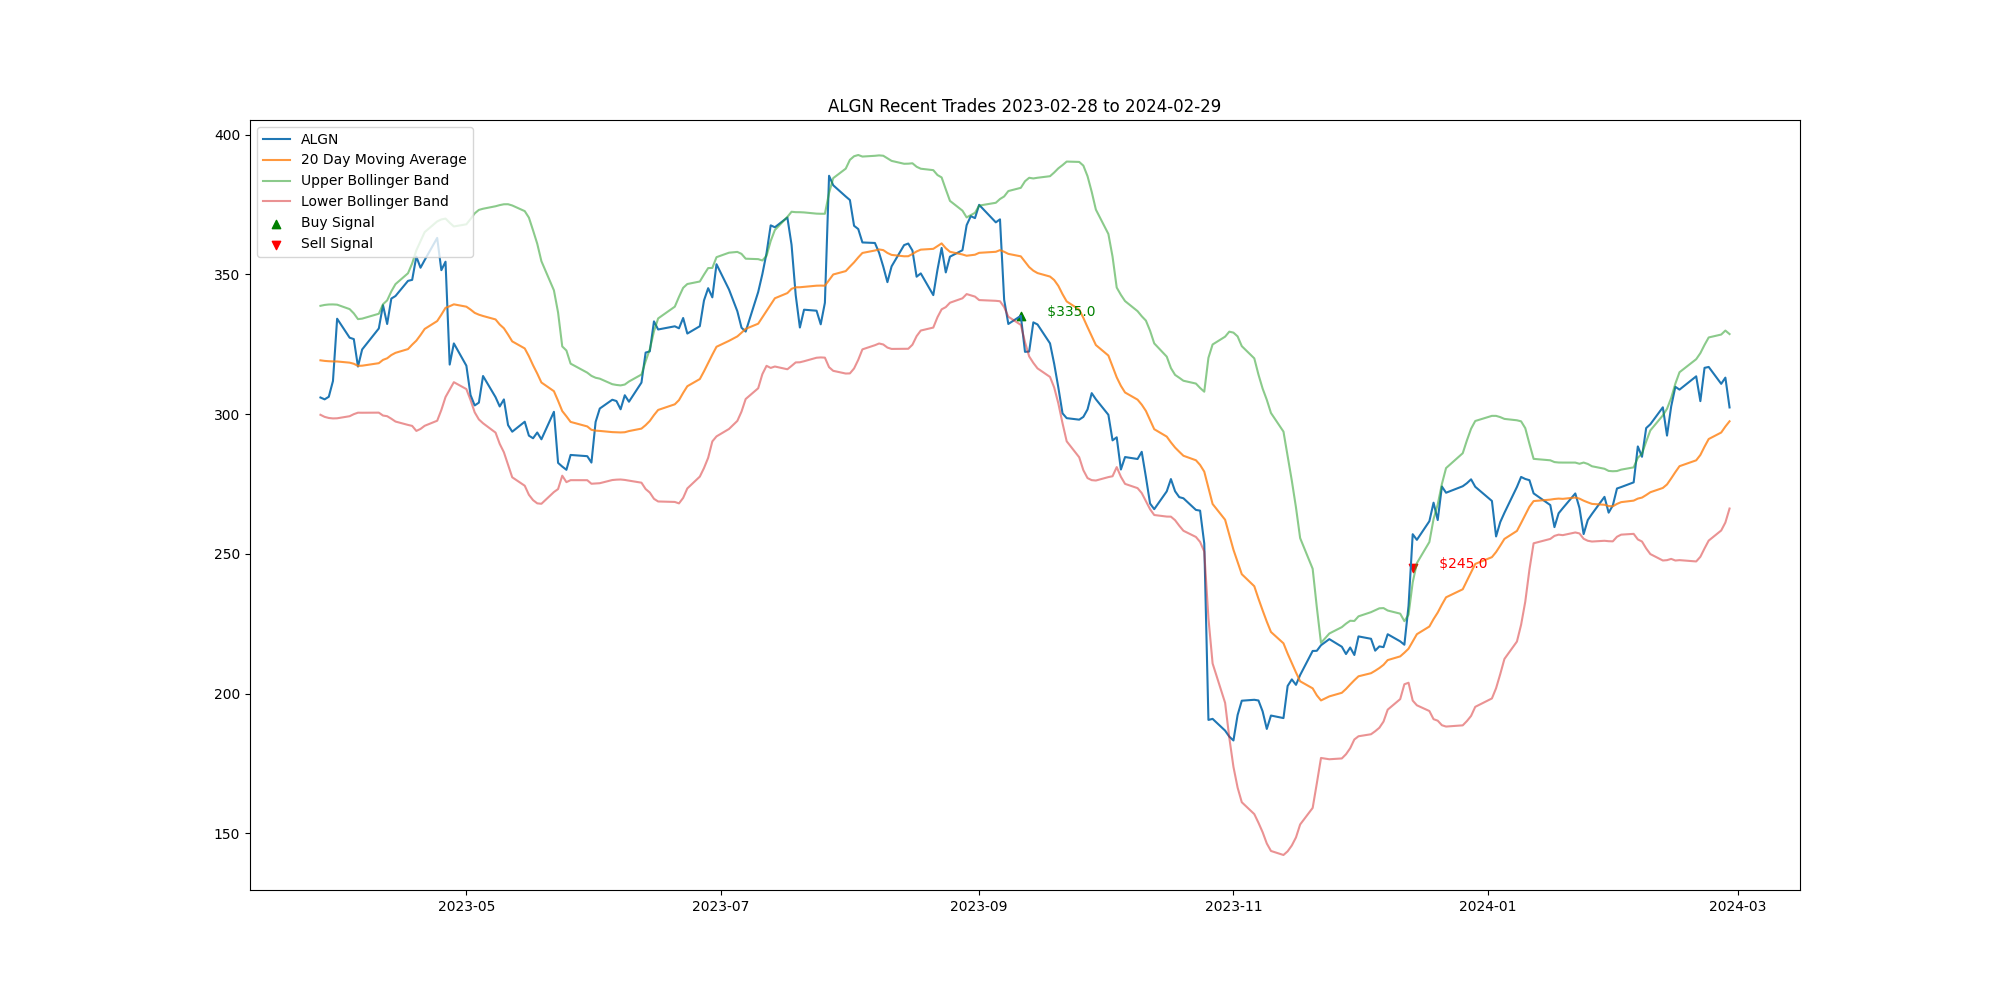 ALGN Recent Trades 2023-02-28 to 2024-02-29
400
350
300
250
200
150
ALGN
20 Day Moving Average
Upper Bollinger Band
Lower Bollinger Band
Buy Signal
Sell Signal
$335.0
$245.0
2023-05
2023-07
2023-09
2023-11
2024-01
2024-03